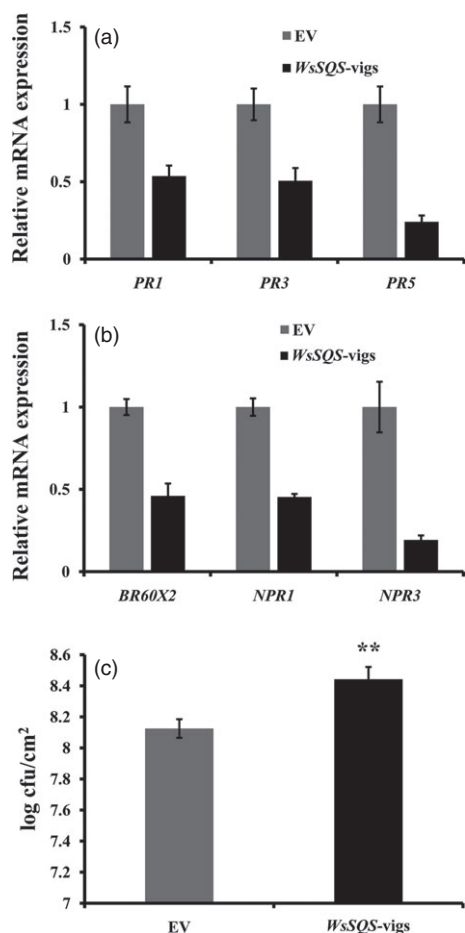 (a)
EV
WsSQS-vigs
Relative mRNA expression
1.5
1
0.5
0
PR1 PR3 PR5
(b)
EV
WsSQS-vigs
Relative mRNA expression
1.5
1
0.5
0
BR60X2 NPR1 NPR3
(c)
**
log cfu/cm²
8.6
8.4
8.2
8
7.8
7.6
7.4
7.2
7
EV WsSQS-vigs